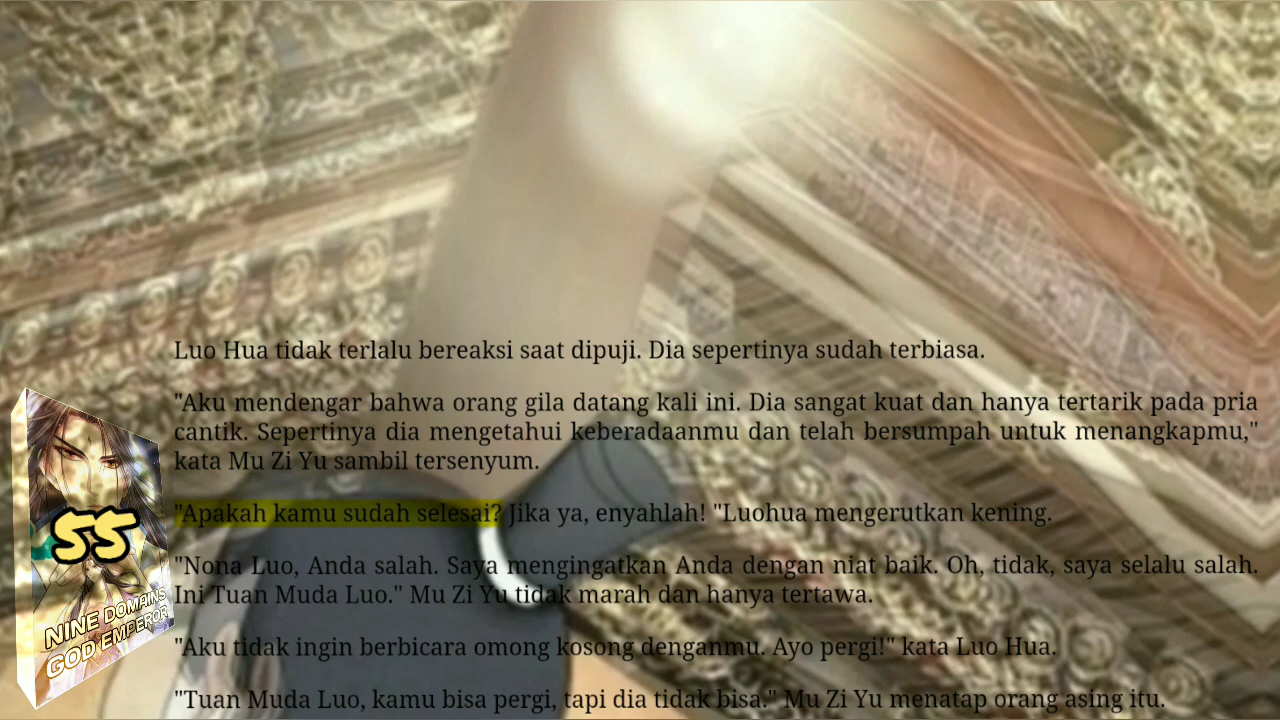 Luo Hua tidak terlalu bereaksi saat dipuji. Dia sepertinya sudah terbiasa.
"Aku mendengar bahwa orang gila datang kali ini. Dia sangat kuat dan hanya tertarik pada pria
cantik. Sepertinya dia mengetahui keberadaanmu dan telah bersumpah untuk menangkapmu,"
kata Mu Zi Yu sambil tersenyum.
"Apakah kamu sudah selesai? Jika ya, enyahlah! "Luohua mengerutkan kening.
"Nona Luo, Anda salah. Saya mengingatkan Anda dengan niat baik. Oh, tidak, saya selalu salah.
Ini Tuan Muda Luo." Mu Zi Yu tidak marah dan hanya tertawa.
"Aku tidak ingin berbicara omong kosong denganmu. Ayo pergi!" kata Luo Hua.
"Tuan Muda Luo, kamu bisa pergi, tapi dia tidak bisa." Mu Zi Yu menatap orang asing itu.
SS
NINE DOMAINS
GOD EMPEROR